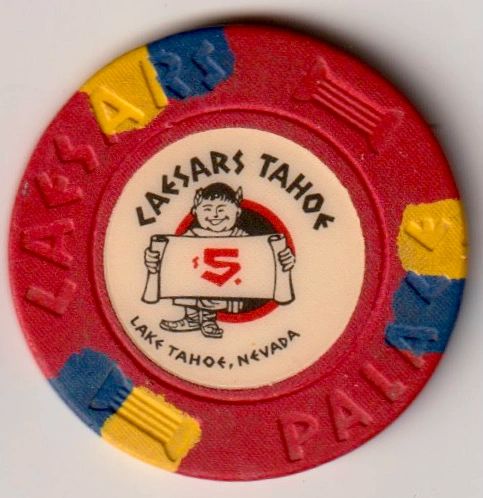 CAESARS
PALACE
CAESARS TAHOE
$5.
LAKE TAHOE, NEVADA